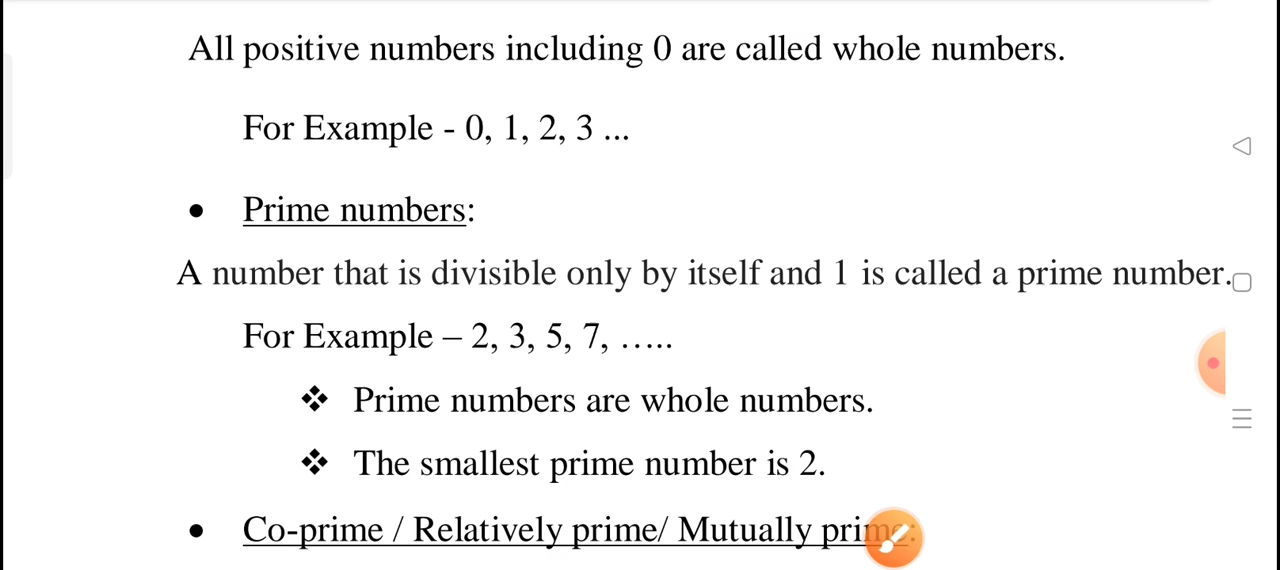 All positive numbers including 0 are called whole numbers.
For Example - 0, 1, 2, 3 ...
• Prime numbers:
A number that is divisible only by itself and 1 is called a prime number.
For Example – 2, 3, 5, 7, …..
❖ Prime numbers are whole numbers.
❖ The smallest prime number is 2.
• Co-prime / Relatively prime/ Mutually prime: